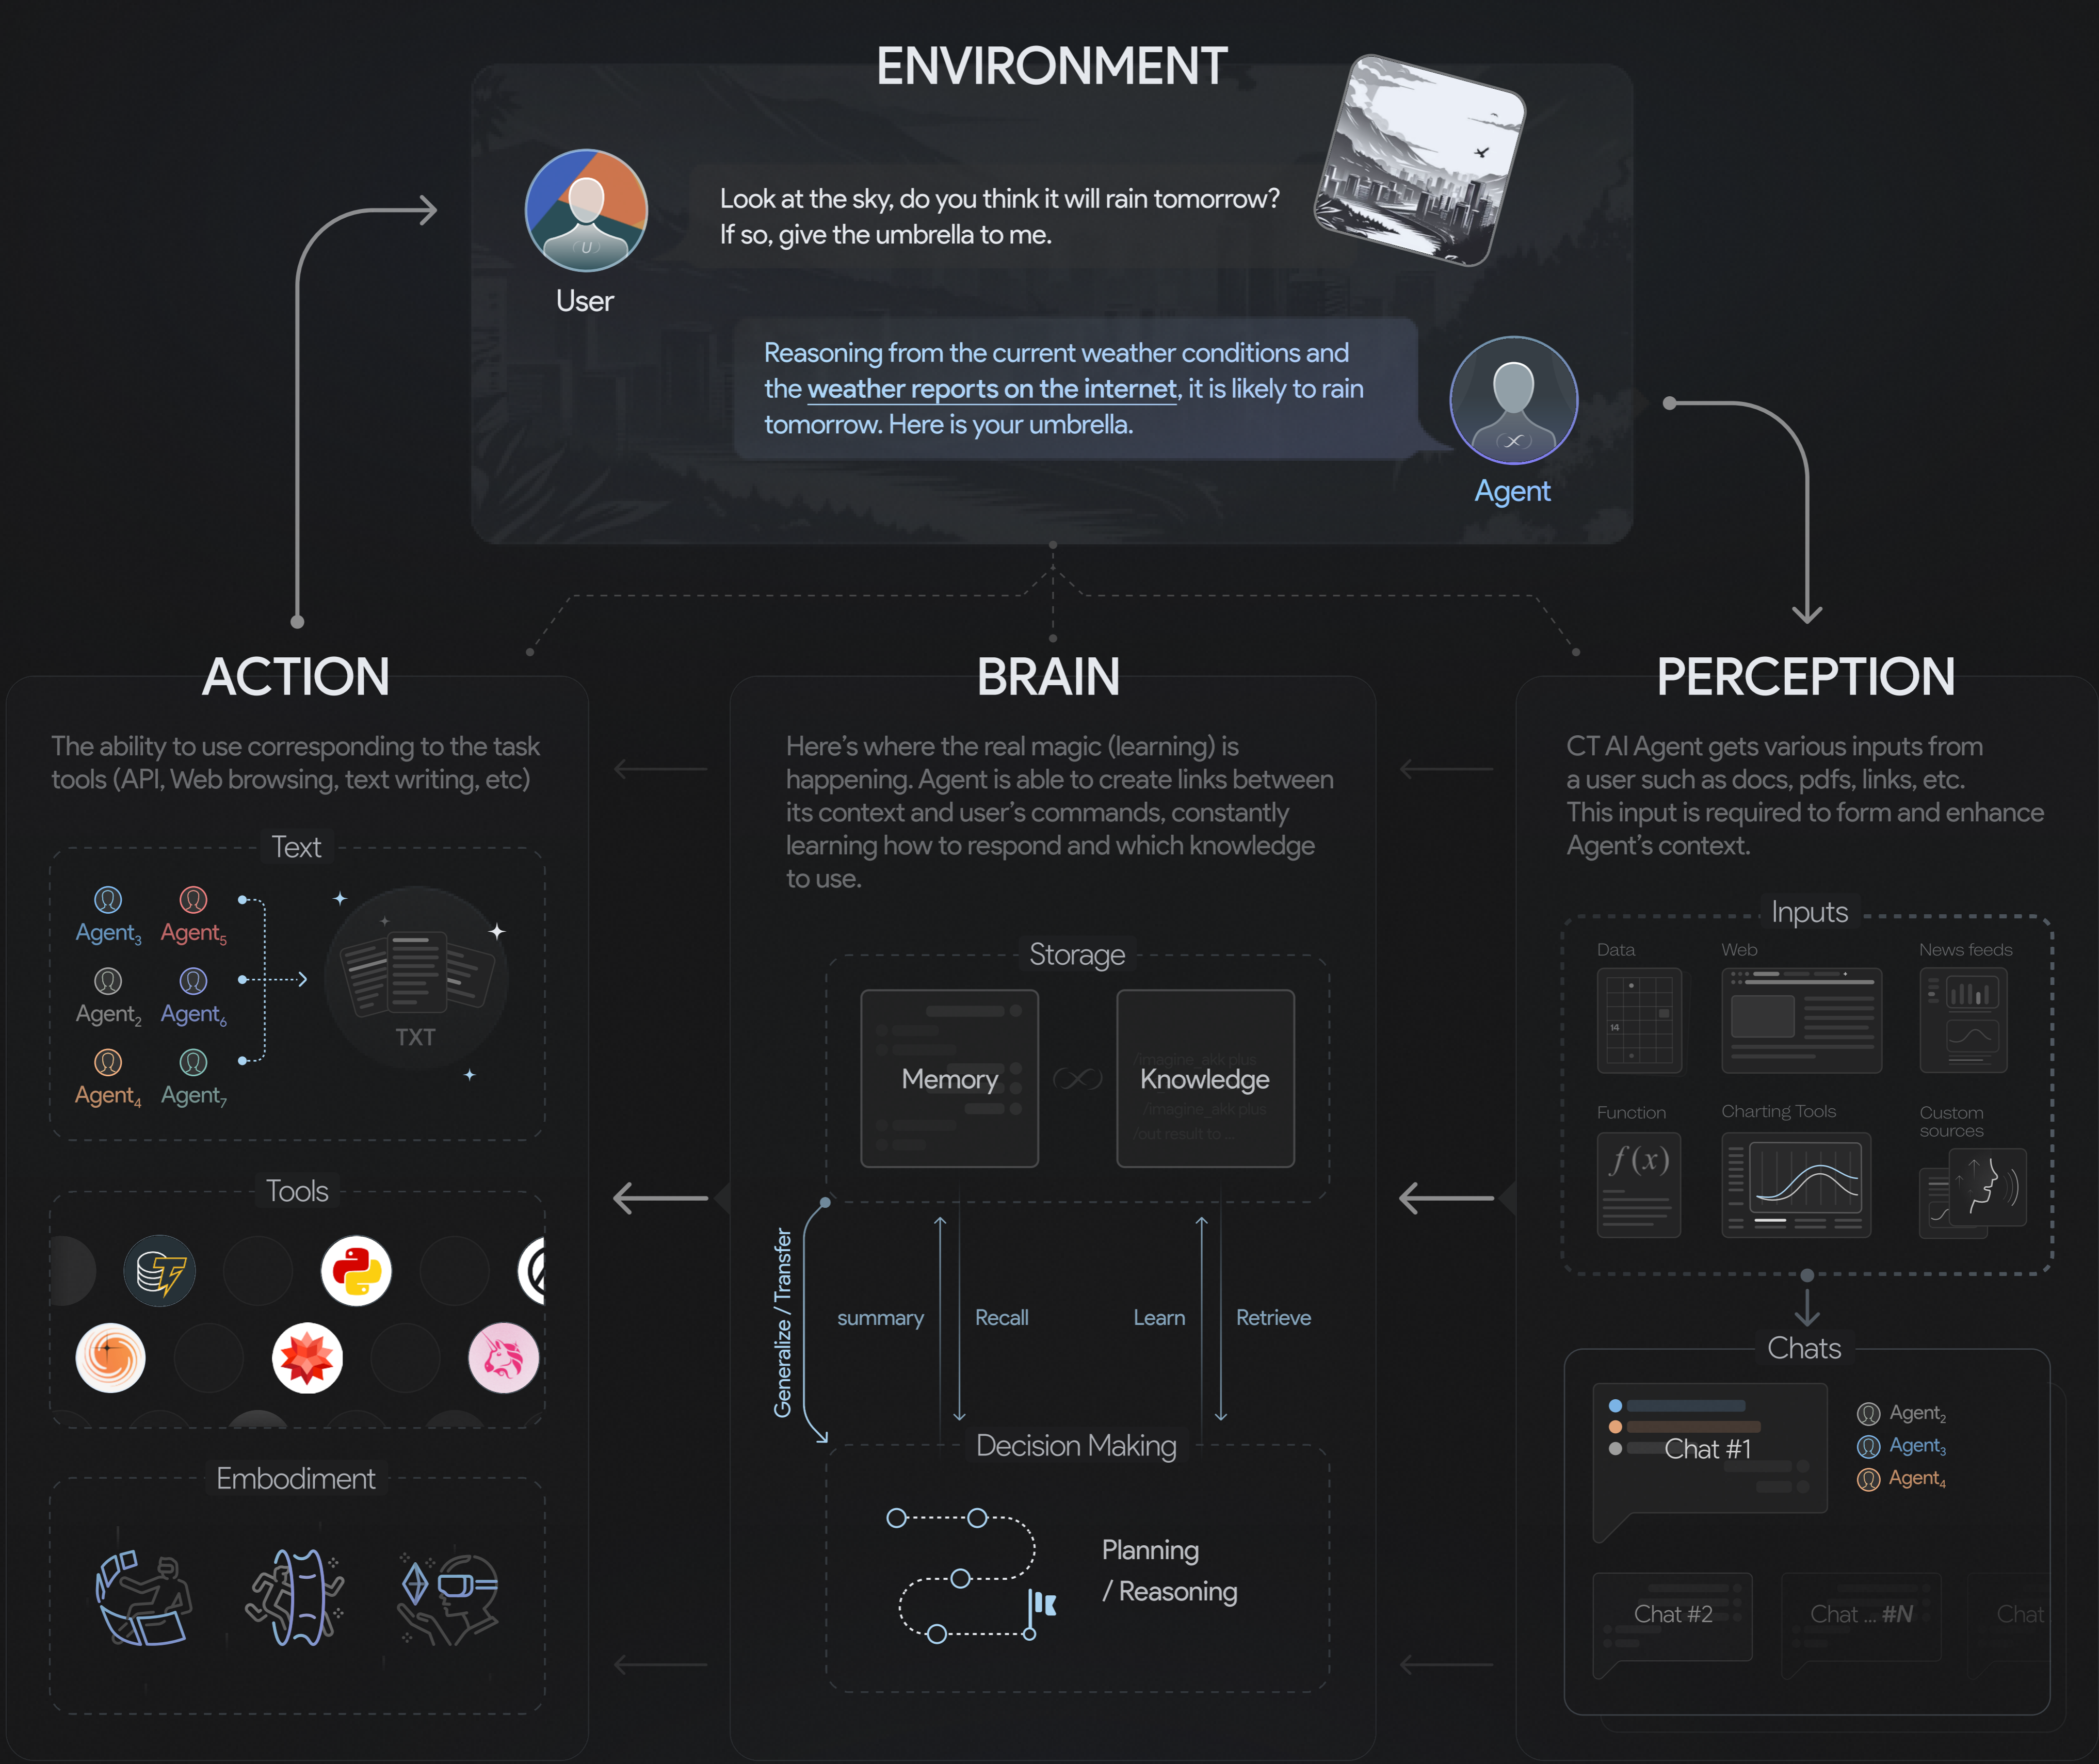 ENVIRONMENT
Look at the sky, do you think it will rain tomorrow?
If so, give the umbrella to me.
U
User
Reasoning from the current weather conditions and
the weather reports on the internet, it is likely to rain
tomorrow. Here is your umbrella.
Agent
ACTION
The ability to use corresponding to the task
tools (API, Web browsing, text writing, etc)
Text
Agent3 Agent5
Agent2 Agent6
Agent4 Agent7
TXT
Tools
Embodiment
BRAIN
Here's where the real magic (learning) is
happening. Agent is able to create links between
its context and user's commands, constantly
learning how to respond and which knowledge
to use.
Storage
Memory
/imagine_akk plus
Knowledge
/imagine_akk plus
/out result to ...
Generalize / Transfer
summary
Recall
Learn
Retrieve
Decision Making
Planning
/ Reasoning
PERCEPTION
CT AI Agent gets various inputs from
a user such as docs, pdfs, links, etc.
This input is required to form and enhance
Agent's context.
Inputs
Data
Web
News feeds
14
Function
Charting Tools
Custom
sources
f(x)
Chats
Chat #1
Agent2
Agent3
Agent4
Chat #2
Chat ... #N
Chat